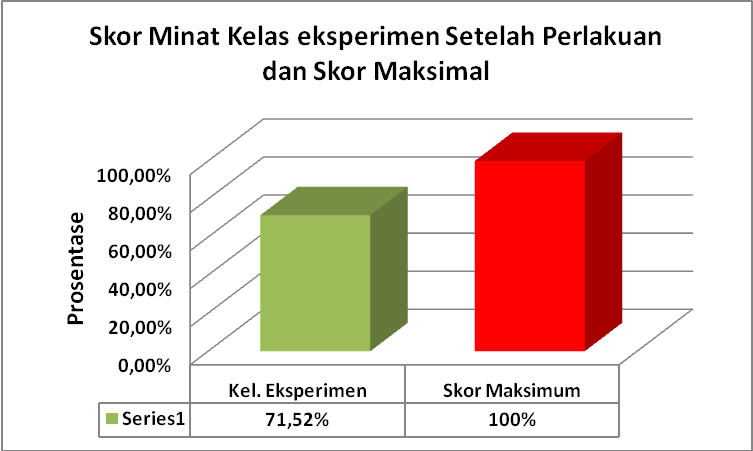 Skor Minat Kelas eksperimen Setelah Perlakuan
dan Skor Maksimal
Prosentase
100,00%
80,00%
60,00%
40,00%
20,00%
0,00%
Kel. Eksperimen Skor Maksimum
Series1 71,52% 100%